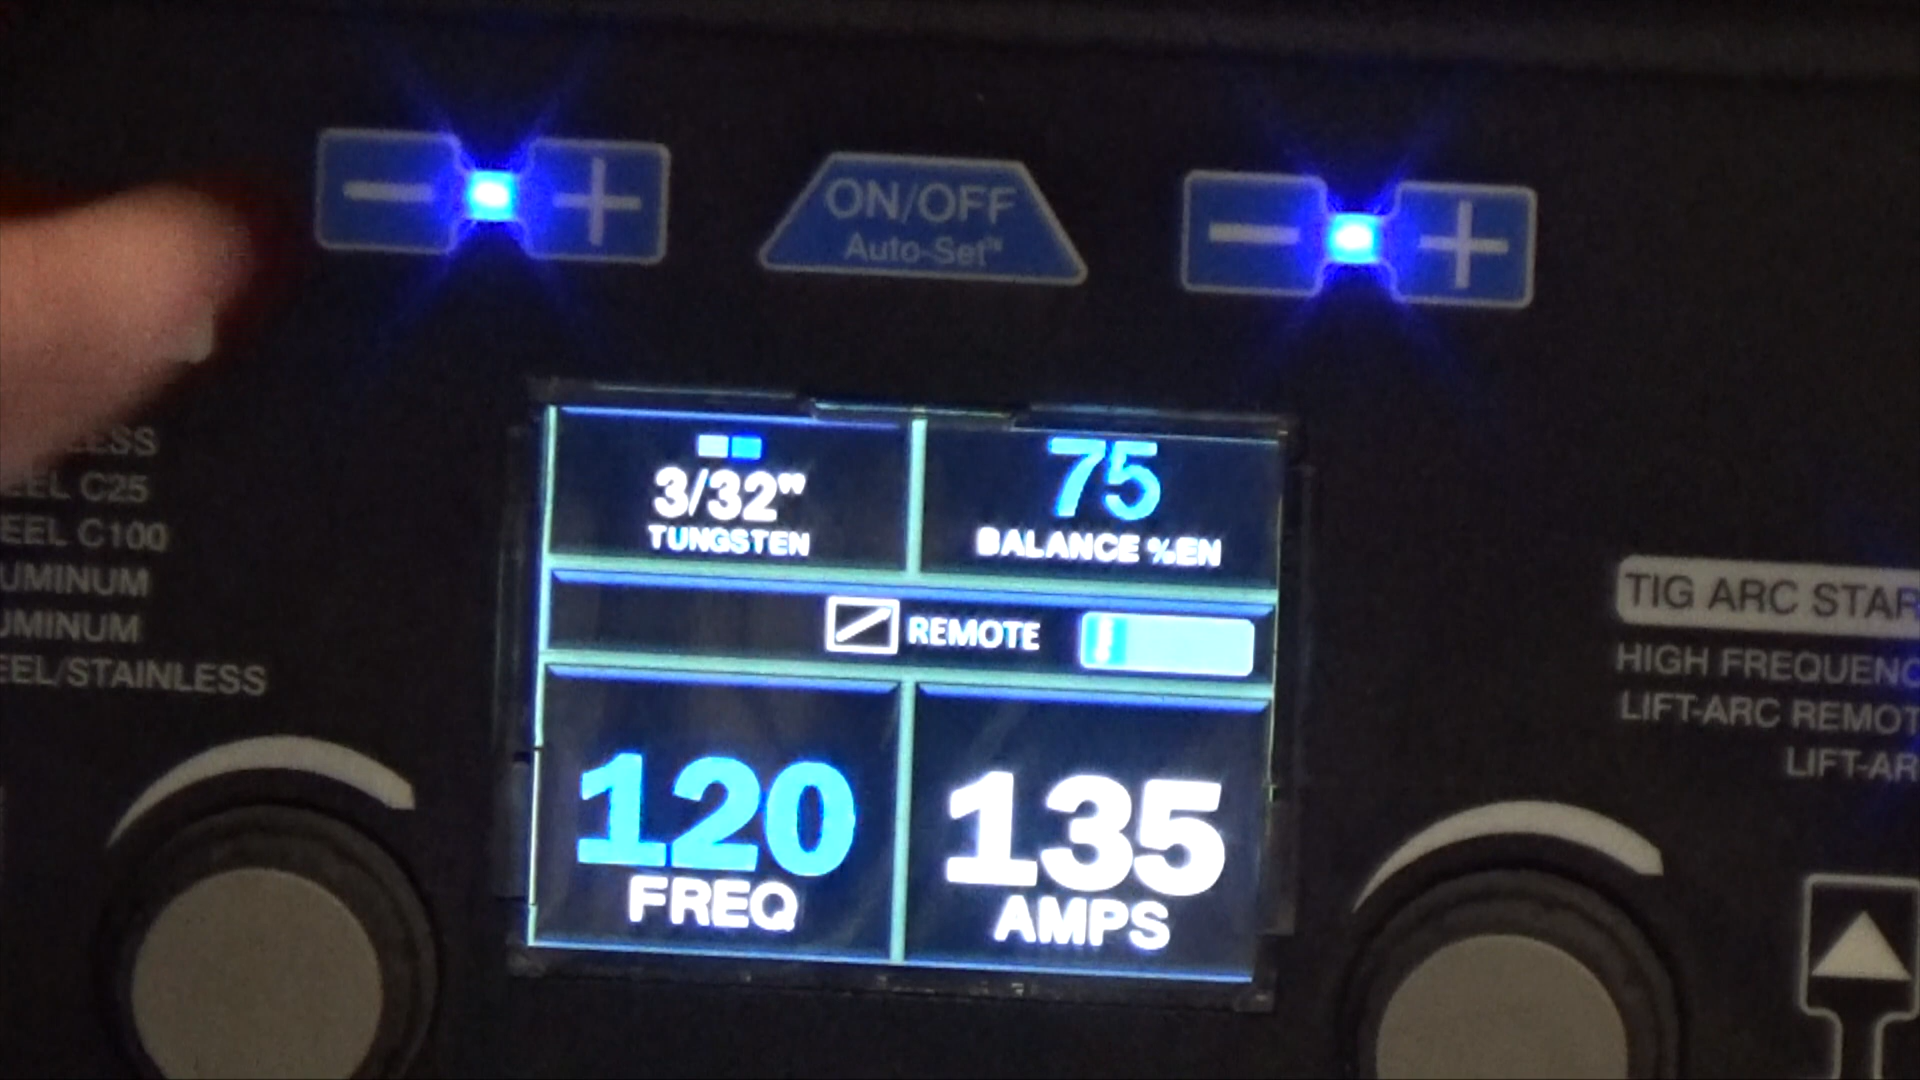 ON/OFF
Auto-Set™
3/32"
TUNGSTEN
75
BALANCE %EN
REMOTE
120
FREQ
135
AMPS
LESS
EEL C25
EEL C100
UMINUM
UMINUM
EEL/STAINLESS
TIG ARC STAR
HIGH FREQUENC
LIFT-ARC REMOT
LIFT-AR